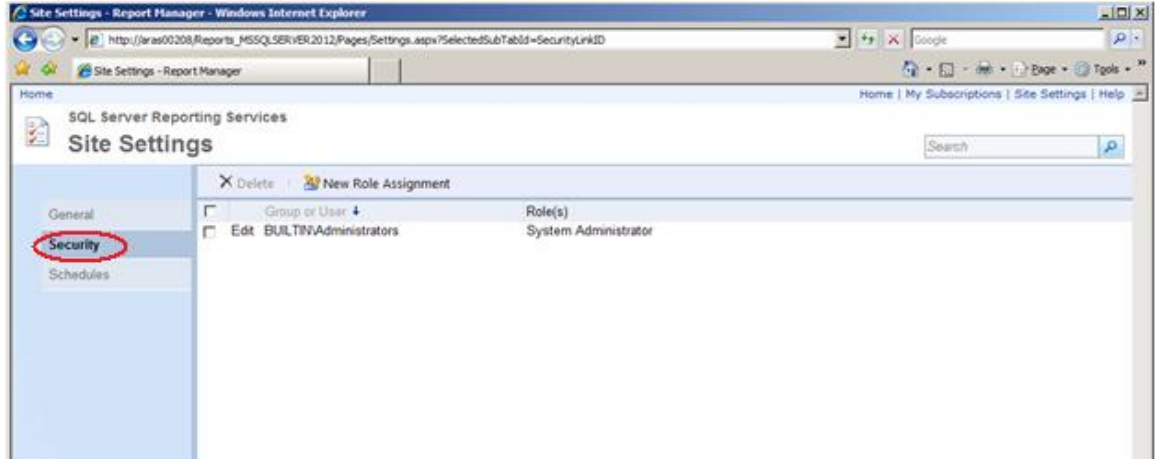 Site Settings - Report Manager - Windows Internet Explorer
http://aras00208/Reports_MSSQLSERVER2012/Pages/Settings.aspx?SelectedSubTabId=SecurityLinkID
Google
Site Settings - Report Manager
Page
Tools
Home
Home | My Subscriptions | Site Settings | Help
SQL Server Reporting Services
Site Settings
Search
Delete
New Role Assignment
General
Group or User
Role(s)
Edit BUILTIN\Administrators
System Administrator
Security
Schedules